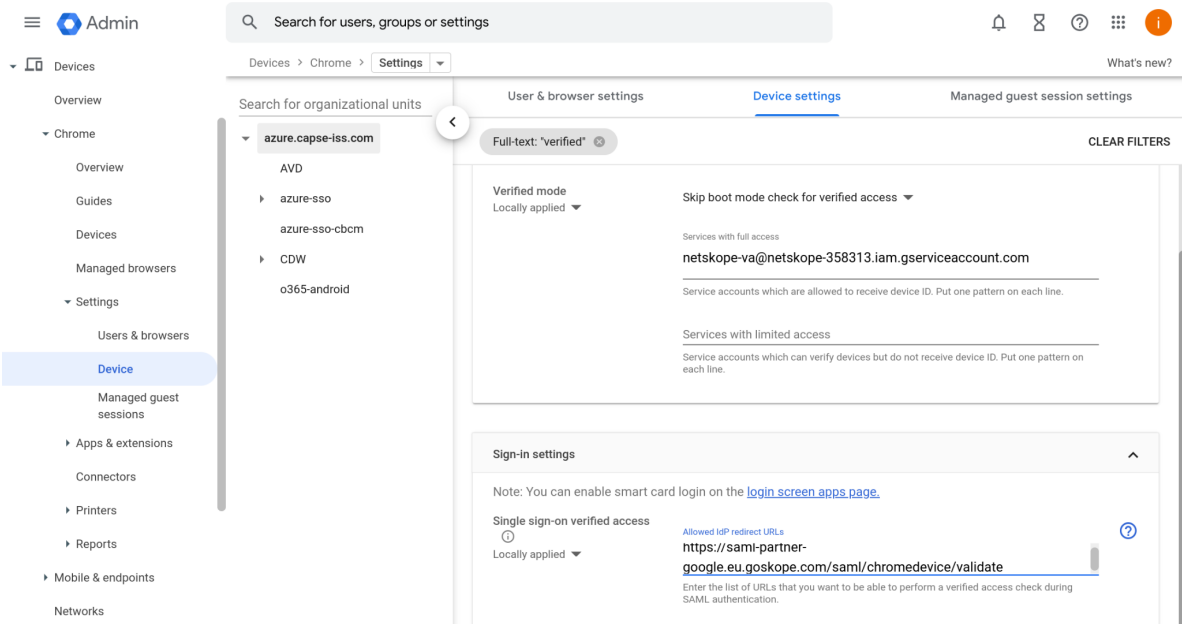 Admin
Search for users, groups or settings
i
Devices
Overview
Chrome
Overview
Guides
Devices
Managed browsers
Settings
Users & browsers
Device
Managed guest
sessions
Apps & extensions
Connectors
Printers
Reports
Mobile & endpoints
Networks
Devices > Chrome > Settings
What's new?
Search for organizational units
azure.capse-iss.com
AVD
azure-sso
azure-sso-cbcm
CDW
o365-android
User & browser settings
Device settings
Managed guest session settings
Full-text: "verified"
CLEAR FILTERS
Verified mode
Locally applied
Skip boot mode check for verified access
Services with full access
netskope-va@netskope-358313.iam.gserviceaccount.com
Service accounts which are allowed to receive device ID. Put one pattern on each line.
Services with limited access
Service accounts which can verify devices but do not receive device ID. Put one pattern on
each line.
Sign-in settings
Note: You can enable smart card login on the login screen apps page.
Single sign-on verified access
Locally applied
Allowed IdP redirect URLs
https://saml-partner-
google.eu.goskope.com/saml/chromedevice/validate
Enter the list of URLs that you want to be able to perform a verified access check during
SAML authentication.